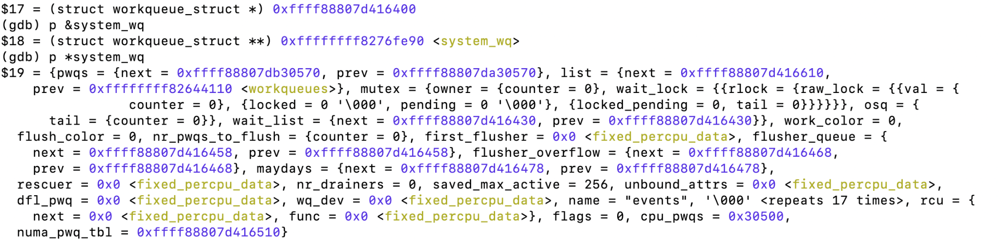 $17 = (struct workqueue_struct *) 0xffff88807d416400
(gdb) p &system_wq
$18 = (struct workqueue_struct **) 0xffffffff8276fe90 <system_wq>
(gdb) p *system_wq
$19 = {pwqs = {next = 0xffff88807db30570, prev = 0xffff88807da30570}, list = {next = 0xffff88807d416610,
prev = 0xffffffff82644110 <workqueues>}, mutex = {owner = {counter = 0}, wait_lock = {{rlock = {raw_lock = {{val = {
counter = 0}, {locked = 0 '\000', pending = 0 '\000'}, {locked_pending = 0, tail = 0}}}}}}, osq = {
tail = {counter = 0}}, wait_list = {next = 0xffff88807d416430, prev = 0xffff88807d416430}}, work_color = 0,
flush_color = 0, nr_pwqs_to_flush = {counter = 0}, first_flusher = 0x0 <fixed_percpu_data>, flusher_queue = {
next = 0xffff88807d416458, prev = 0xffff88807d416458}, flusher_overflow = {next = 0xffff88807d416468,
prev = 0xffff88807d416468}, maydays = {next = 0xffff88807d416478, prev = 0xffff88807d416478},
rescuer = 0x0 <fixed_percpu_data>, nr_drainers = 0, saved_max_active = 256, unbound_attrs = 0x0 <fixed_percpu_data>,
dfl_pwq = 0x0 <fixed_percpu_data>, wq_dev = 0x0 <fixed_percpu_data>, name = "events", '\000' <repeats 17 times>, rcu = {
next = 0x0 <fixed_percpu_data>, func = 0x0 <fixed_percpu_data>}, flags = 0, cpu_pwqs = 0x30500,
numa_pwq_tbl = 0xffff88807d416510}